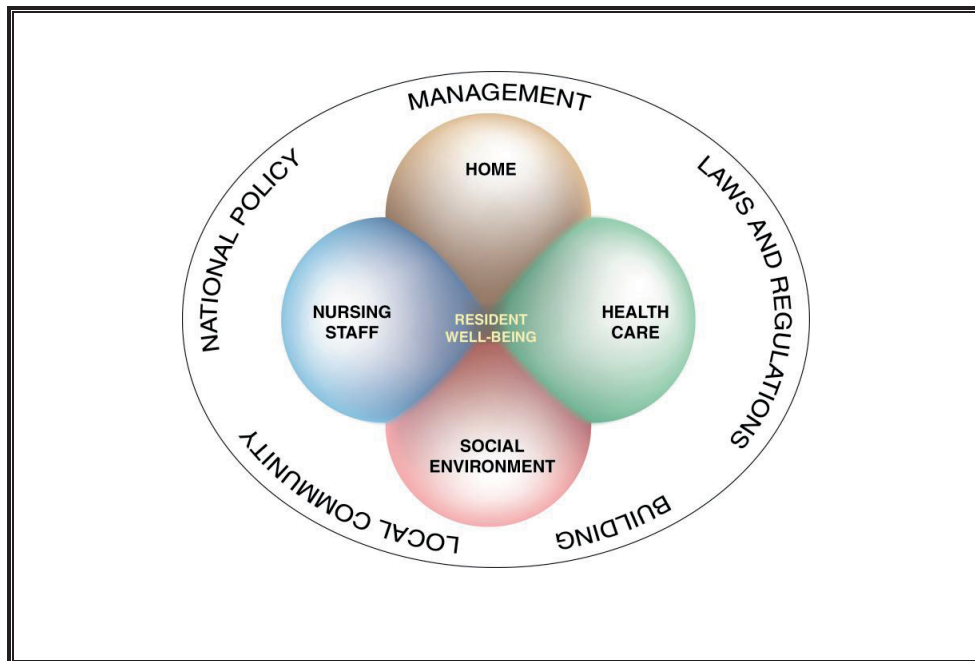 MANAGEMENT
NATIONAL POLICY
LAWS AND REGULATIONS
HOME
NURSING
STAFF
RESIDENT
WELL-BEING
HEALTH
CARE
SOCIAL
ENVIRONMENT
LOCAL COMMUNITY
BUILDING